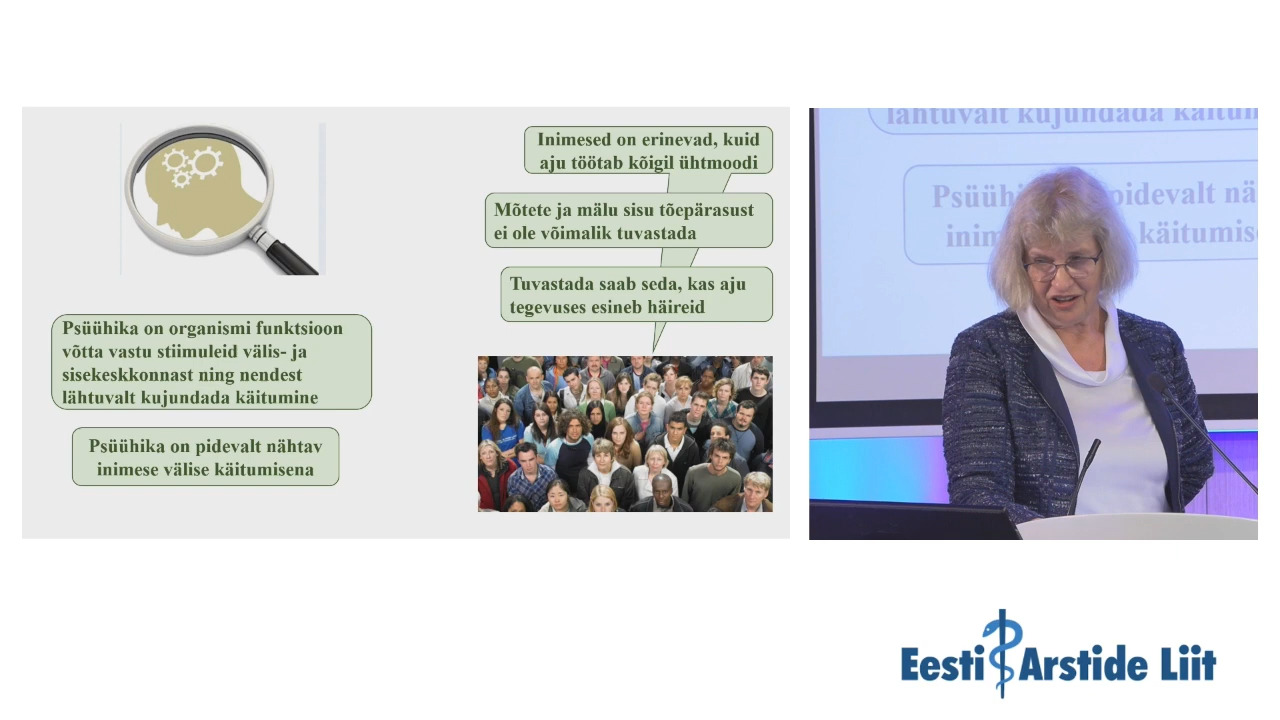 Psüühika on organismi funktsioon
võtta vastu stiimuleid välis- ja
sisekeskkonnast ning nendest
lähtuvalt kujundada käitumine
Psüühika on pidevalt nähtav
inimese välise käitumisena
Inimesed on erinevad, kuid
aju töötab kõigil ühtmoodi
Mõtete ja mälu sisu tõepärasust
ei ole võimalik tuvastada
Tuvastada saab seda, kas aju
tegevuses esineb häireid
lähtuvalt kujundada
Eesti Arstide Liit